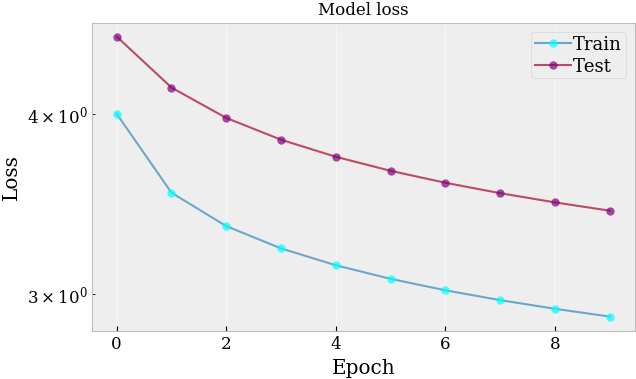 Model loss
Train
Test
4 × 10⁰
3 × 10⁰
Loss
0 2 4 6 8
Epoch